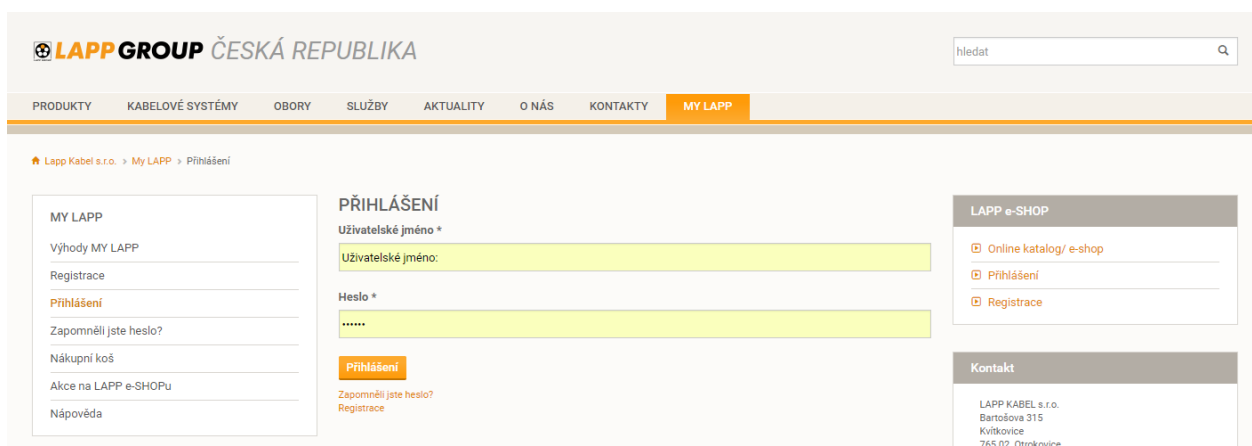 LAPP GROUP ČESKÁ REPUBLIKA
hledat
PRODUKTY KABELOVÉ SYSTÉMY OBORY SLUŽBY AKTUALITY O NÁS KONTAKTY MY LAPP
Lapp Kabel s.r.o. > My LAPP > Přihlášení
MY LAPP
Výhody MY LAPP
Registrace
Přihlášení
Zapomněli jste heslo?
Nákupní koš
Akce na LAPP e-SHOPu
Nápověda
PŘIHLÁŠENÍ
Uživatelské jméno *
Uživatelské jméno:
Heslo *
••••••
Přihlášení
Zapomněli jste heslo?
Registrace
LAPP e-SHOP
Online katalog/ e-shop
Přihlášení
Registrace
Kontakt
LAPP KABEL s.r.o.
Bartošova 315
Kvítkovice
765 02 Otrokovice